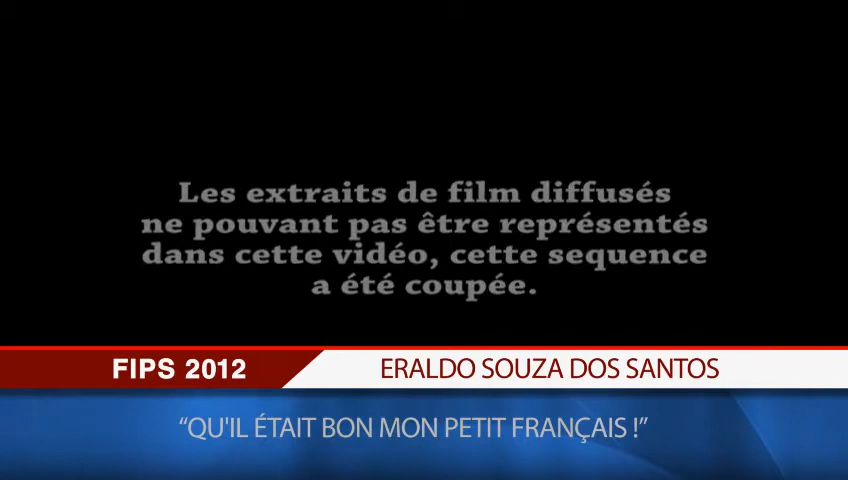 Les extraits de film diffusés
ne pouvant pas être représentés
dans cette vidéo, cette sequence
a été coupée.
FIPS 2012
ERALDO SOUZA DOS SANTOS
“QU'IL ÉTAIT BON MON PETIT FRANÇAIS !”